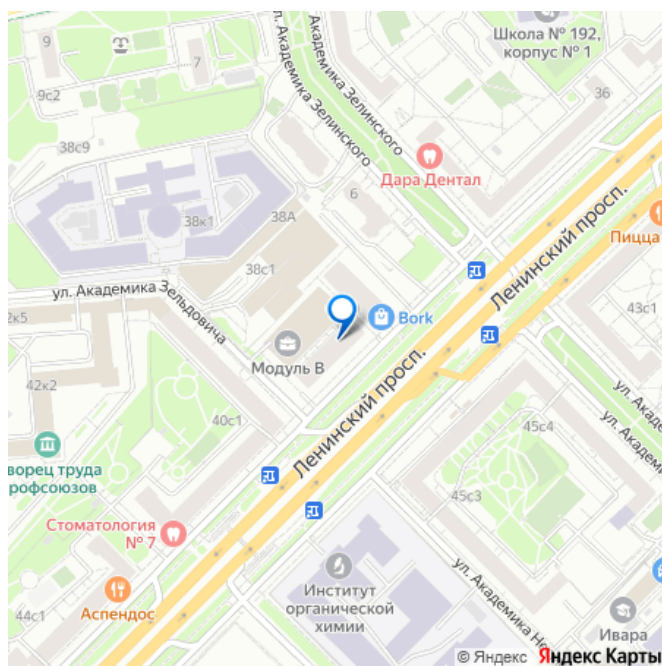 9
7
9с2
ул. Академика Зелинского
Академика Зелинского
Школа № 192,
корпус № 1
36
38с9
Дара Дентал
6
38к1
38А
Ленинский просп.
Пицца
38с1
ул. Академика Зельдовича
43с1
2к5
Bork
Модуль В
Ленинский просп.
42к2
40с1
45с4
ул. Академика
ворец труда
рофсоюзов
45с3
Стоматология
№ 7
Институт
органической
химии
ул. Академика Не
Аспендос
44с1
Ивара
© Яндекс Яндекс Карты